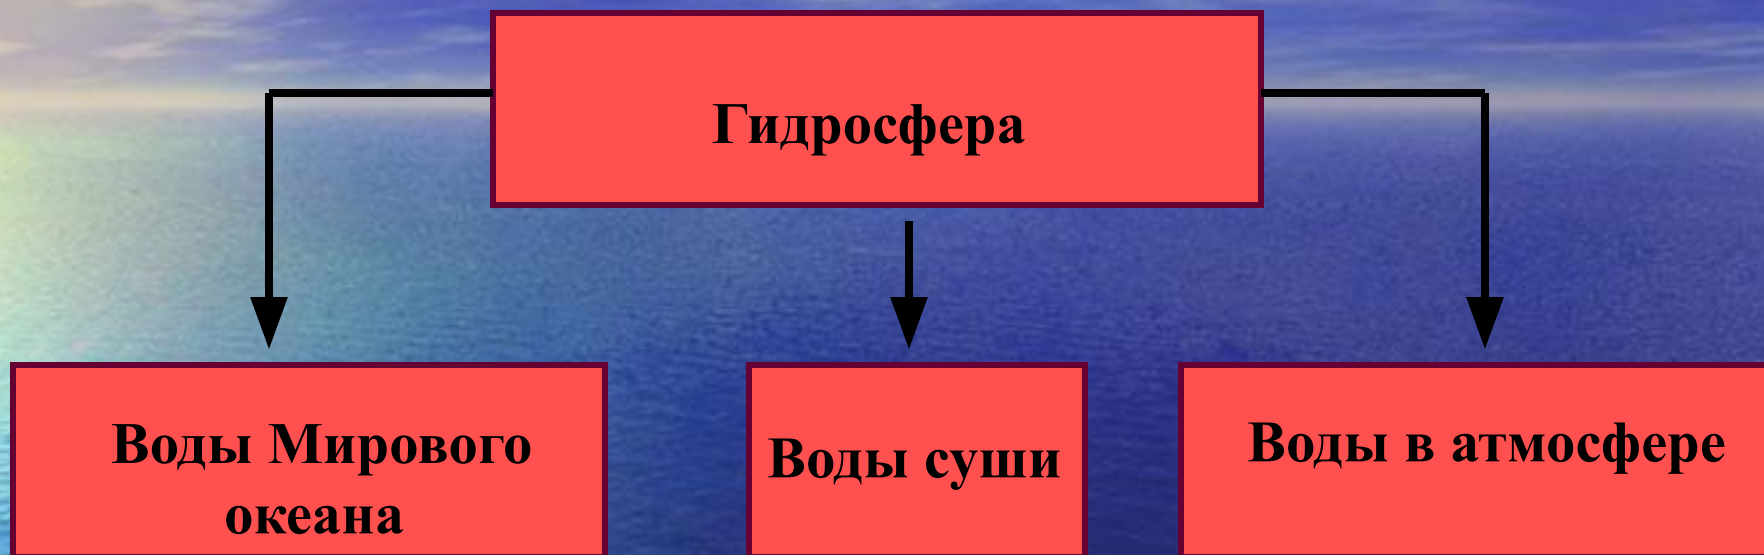 Гидросфера
Воды Мирового
океана
Воды суши
Воды в атмосфере